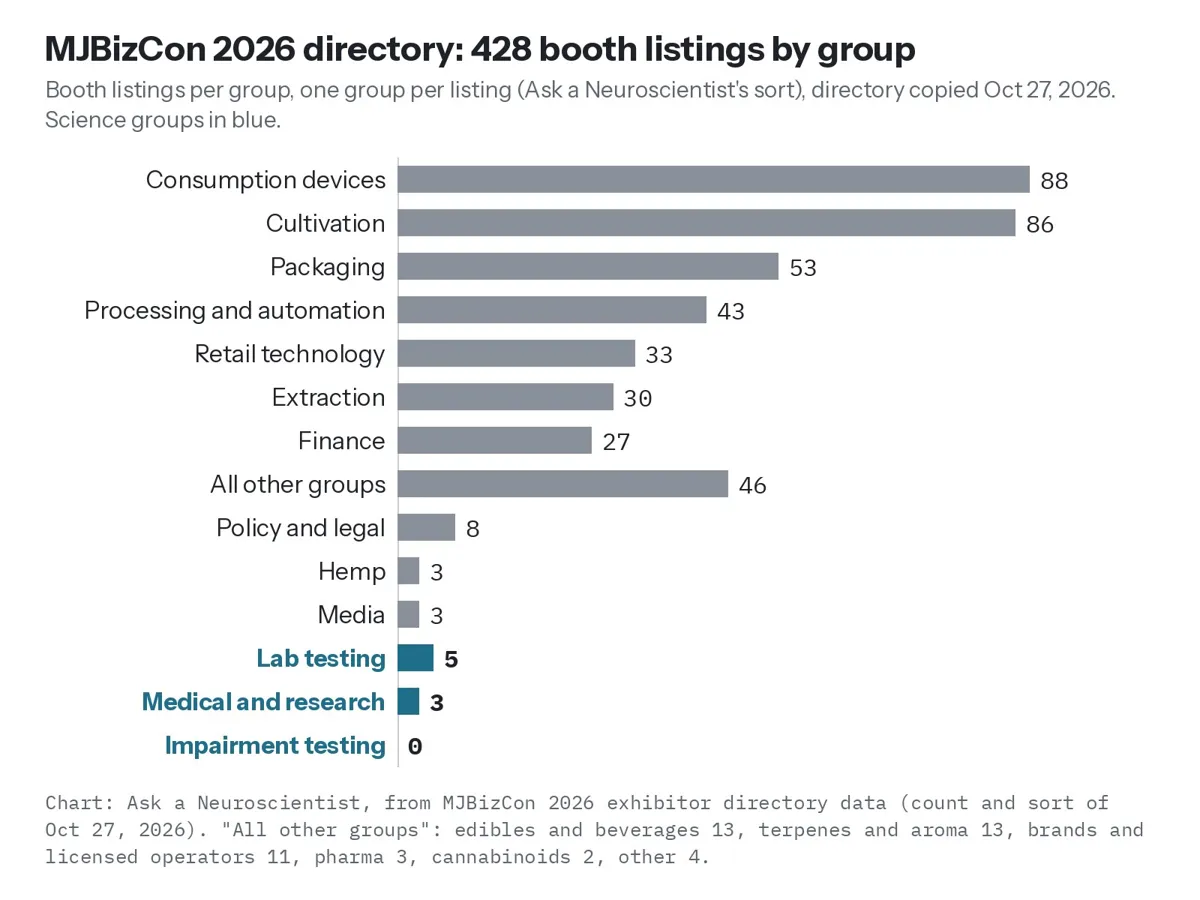 MJBizCon 2026 directory: 428 booth listings by group
Booth listings per group, one group per listing (Ask a Neuroscientist's sort), directory copied Oct 27, 2026.
Science groups in blue.
Consumption devices 88
Cultivation 86
Packaging 53
Processing and automation 43
Retail technology 33
Extraction 30
Finance 27
All other groups 46
Policy and legal 8
Hemp 3
Media 3
Lab testing 5
Medical and research 3
Impairment testing 0
Chart: Ask a Neuroscientist, from MJBizCon 2026 exhibitor directory data (count and sort of
Oct 27, 2026). "All other groups": edibles and beverages 13, terpenes and aroma 13, brands and
licensed operators 11, pharma 3, cannabinoids 2, other 4.